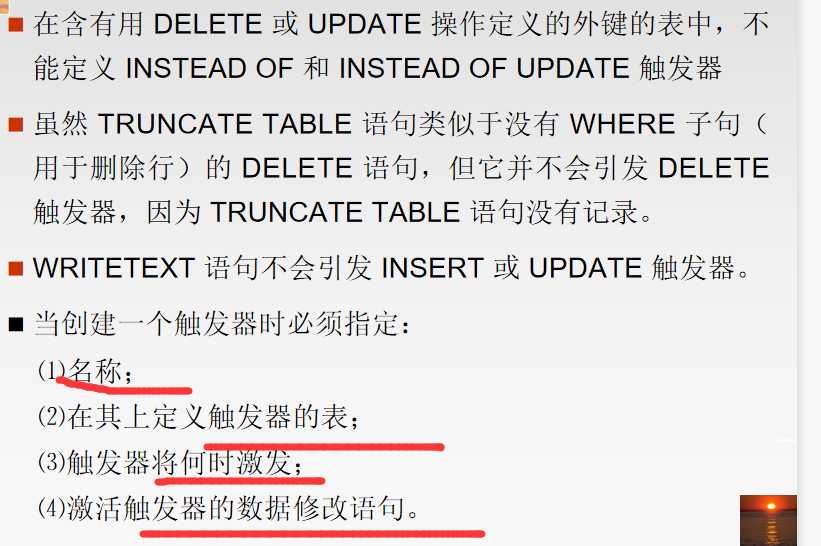 ■ 在含有用 DELETE 或 UPDATE 操作定义的外键的表中，不
能定义 INSTEAD OF 和 INSTEAD OF UPDATE 触发器
■ 虽然 TRUNCATE TABLE 语句类似于没有 WHERE 子句（
用于删除行）的 DELETE 语句，但它并不会引发 DELETE
触发器，因为 TRUNCATE TABLE 语句没有记录。
■ WRITETEXT 语句不会引发 INSERT 或 UPDATE 触发器。
■ 当创建一个触发器时必须指定：
⑴名称；
⑵在其上定义触发器的表；
⑶触发器将何时激发；
⑷激活触发器的数据修改语句。